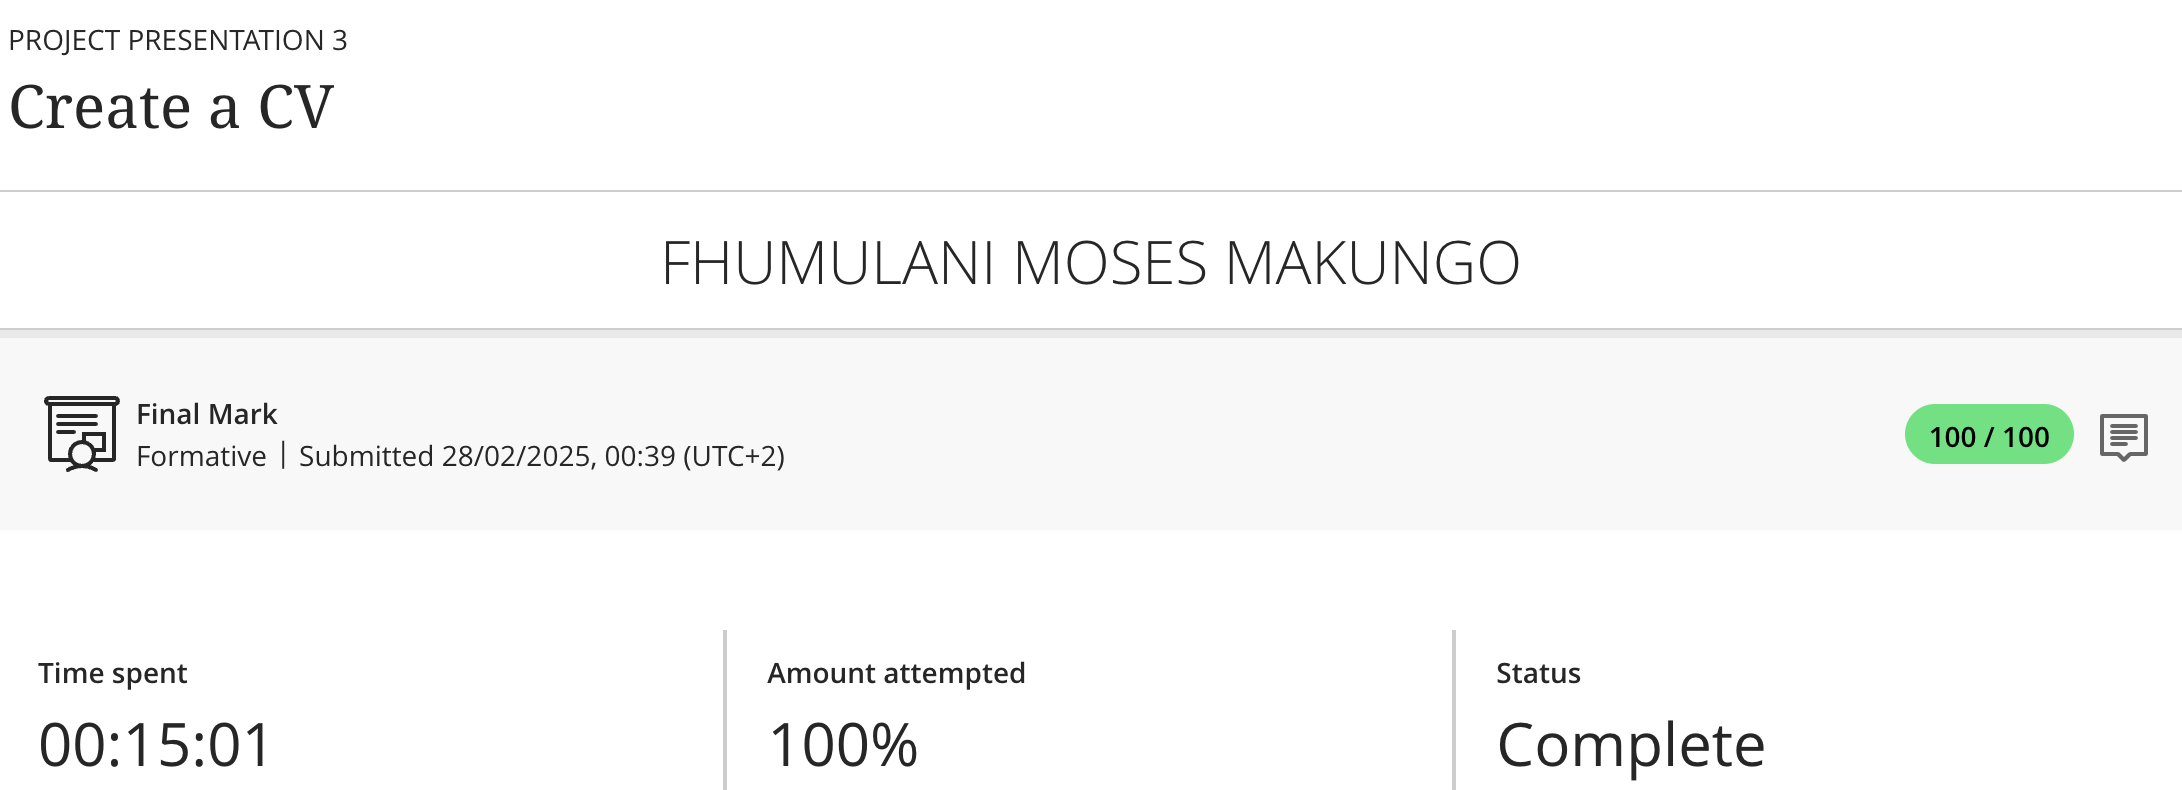 PROJECT PRESENTATION 3
Create a CV
FHUMULANI MOSES MAKUNGO
Final Mark
Formative | Submitted 28/02/2025, 00:39 (UTC+2)
100 / 100
Time spent
00:15:01
Amount attempted
100%
Status
Complete